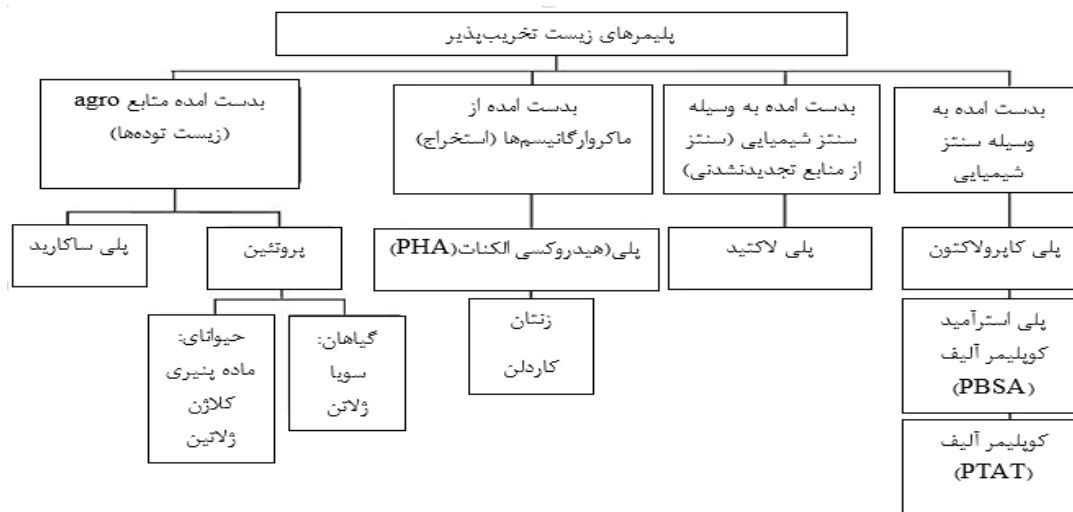 پلیمرهای زیست تخریب‌پذیر
بدست امده متابع agro
(زیست توده‌ها)
بدست امده از
ماکروارگانیسم‌ها (استخراج)
بدست امده به وسیله
سنتز شیمیایی (سنتز
از منابع تجدیدنشدنی)
بدست امده به
وسیله سنتز
شیمیایی
پلی ساکارید
پروتئین
پلی(هیدروکسی الکنات(PHA)
پلی لاکتید
پلی کاپرولاکتون
حیوانای:
ماده پنیری
کلاژن
ژلاتین
گیاهان:
سویا
ژلاتن
زنتان
کاردلن
پلی استرآمید
کوپلیمر آلیف
(PBSA)
کوپلیمر آلیف
(PTAT)